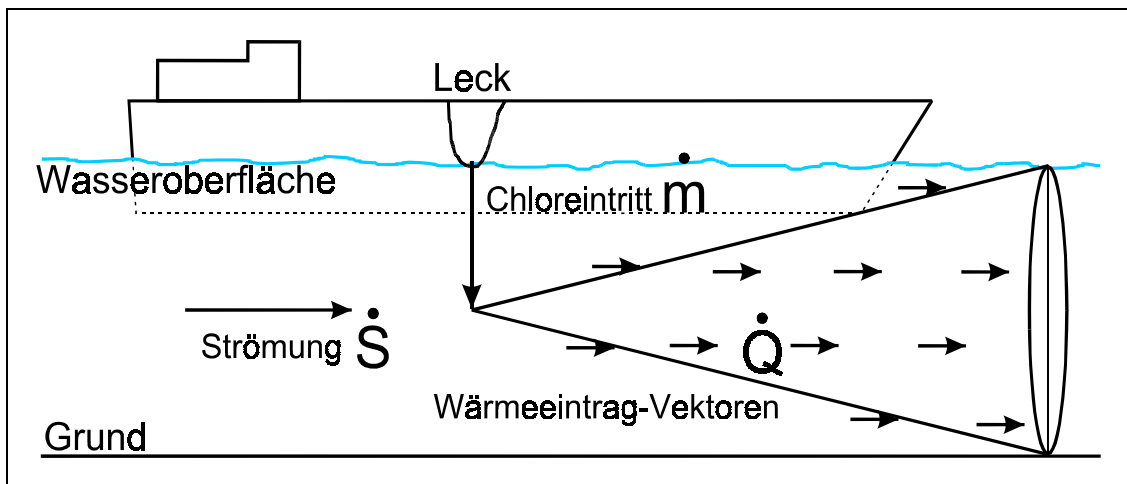 Leck
Wasseroberfläche
Chloreintritt ṁ
Strömung Ṡ
Q̇
Wärmeeintrag-Vektoren
Grund